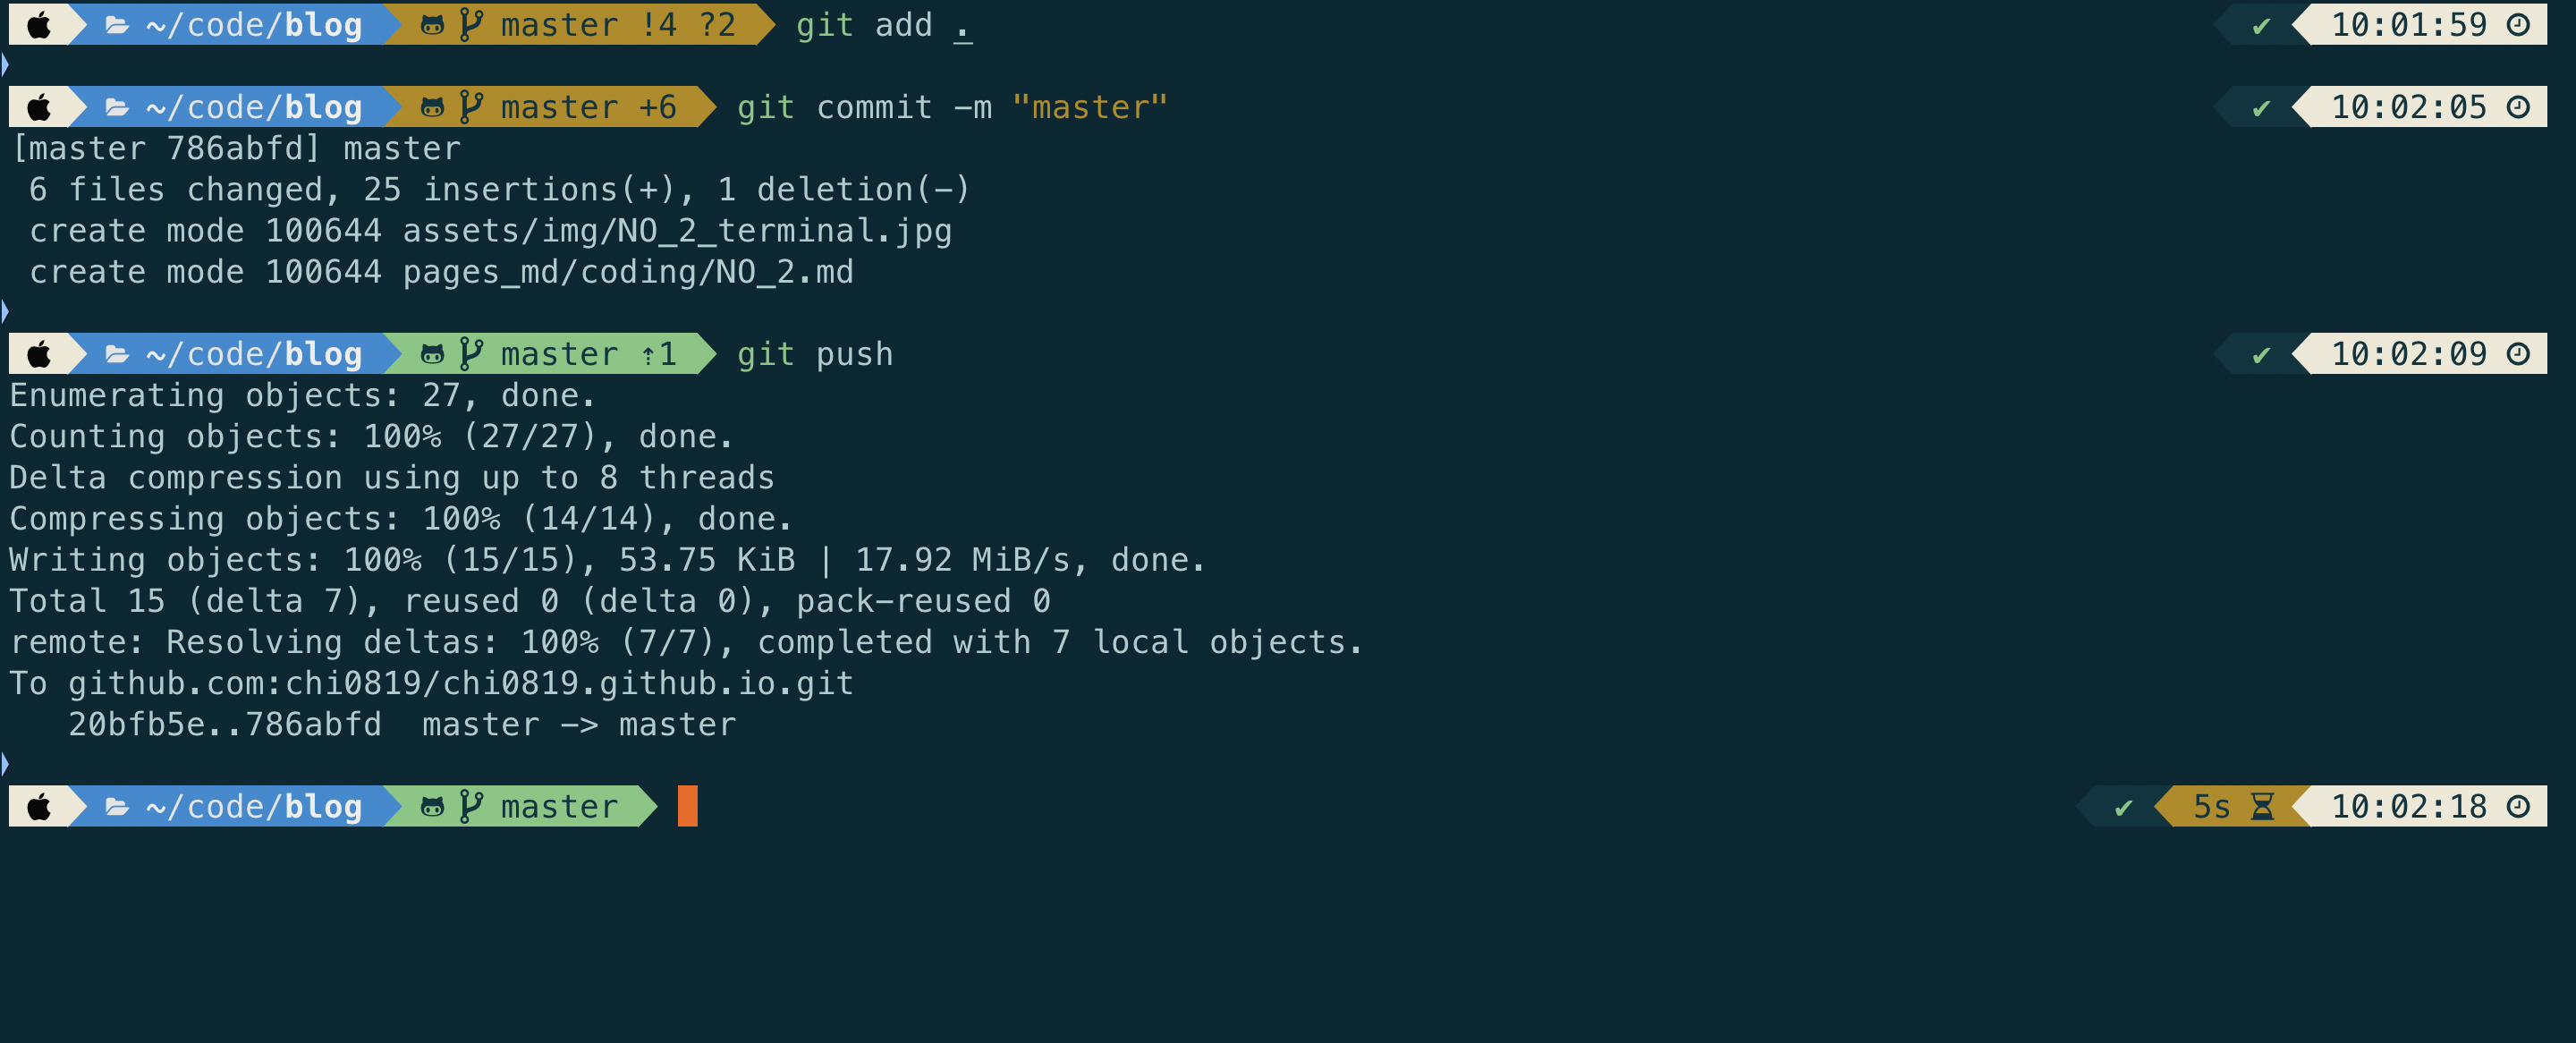 ~/code/blog master !4 ?2 git add . ✔ 10:01:59
~/code/blog master +6 git commit -m "master" ✔ 10:02:05
[master 786abfd] master
6 files changed, 25 insertions(+), 1 deletion(-)
create mode 100644 assets/img/NO_2_terminal.jpg
create mode 100644 pages_md/coding/NO_2.md
~/code/blog master ⇡1 git push ✔ 10:02:09
Enumerating objects: 27, done.
Counting objects: 100% (27/27), done.
Delta compression using up to 8 threads
Compressing objects: 100% (14/14), done.
Writing objects: 100% (15/15), 53.75 KiB | 17.92 MiB/s, done.
Total 15 (delta 7), reused 0 (delta 0), pack-reused 0
remote: Resolving deltas: 100% (7/7), completed with 7 local objects.
To github.com:chi0819/chi0819.github.io.git
20bfb5e..786abfd  master -> master
~/code/blog master ✔ 5s 10:02:18